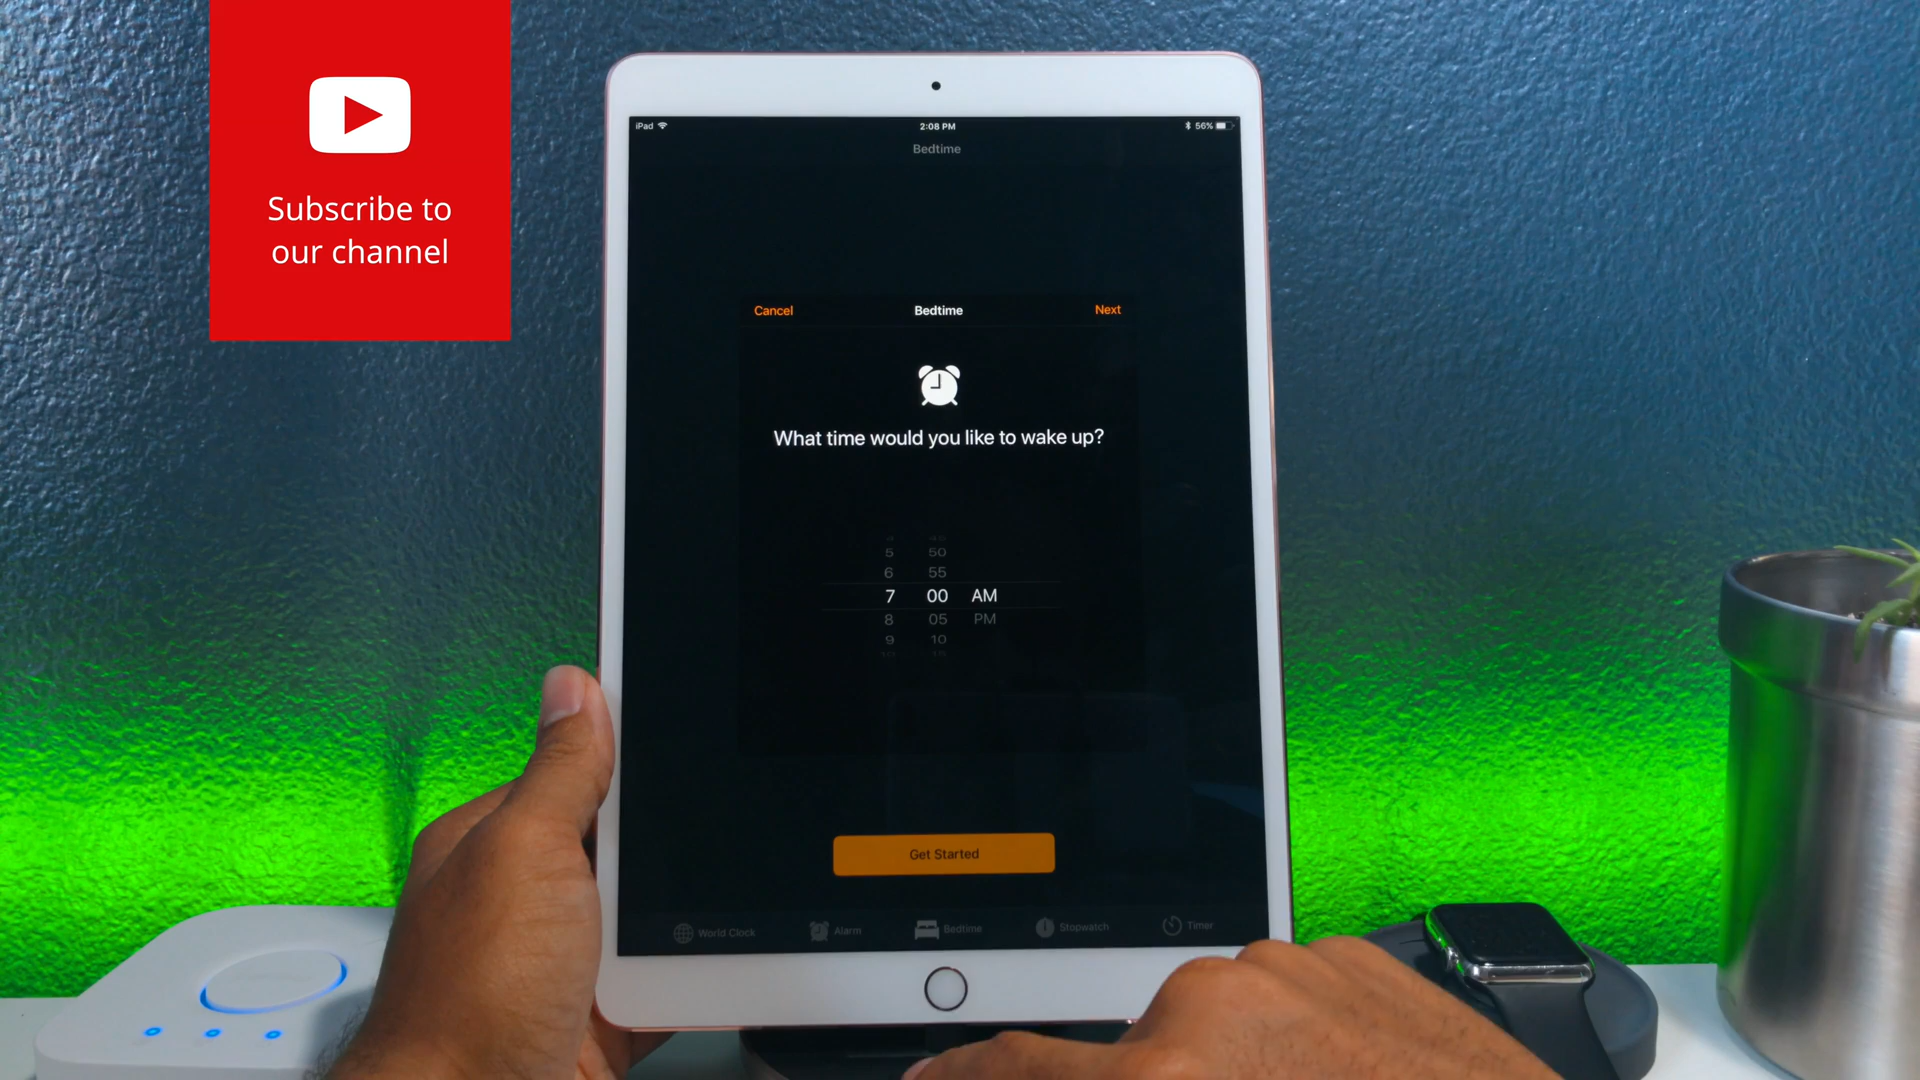 Subscribe to
our channel
iPad 2:08 PM 56%
Bedtime
Cancel Bedtime Next
What time would you like to wake up?
5 50
6 55
7 00 AM
8 05 PM
9 10
Get Started
World Clock Alarm Bedtime Stopwatch Timer